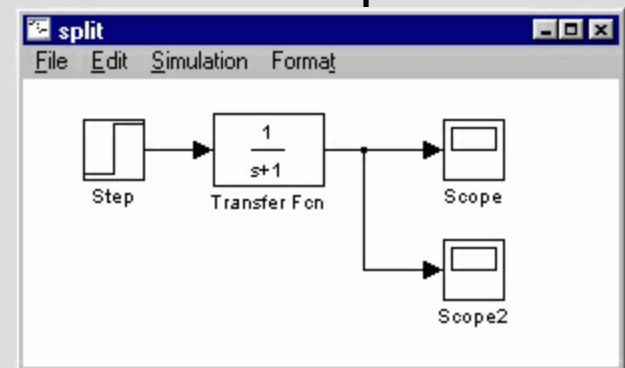 split
File Edit Simulation Format
1
s+1
Step
Transfer Fcn
Scope
Scope2